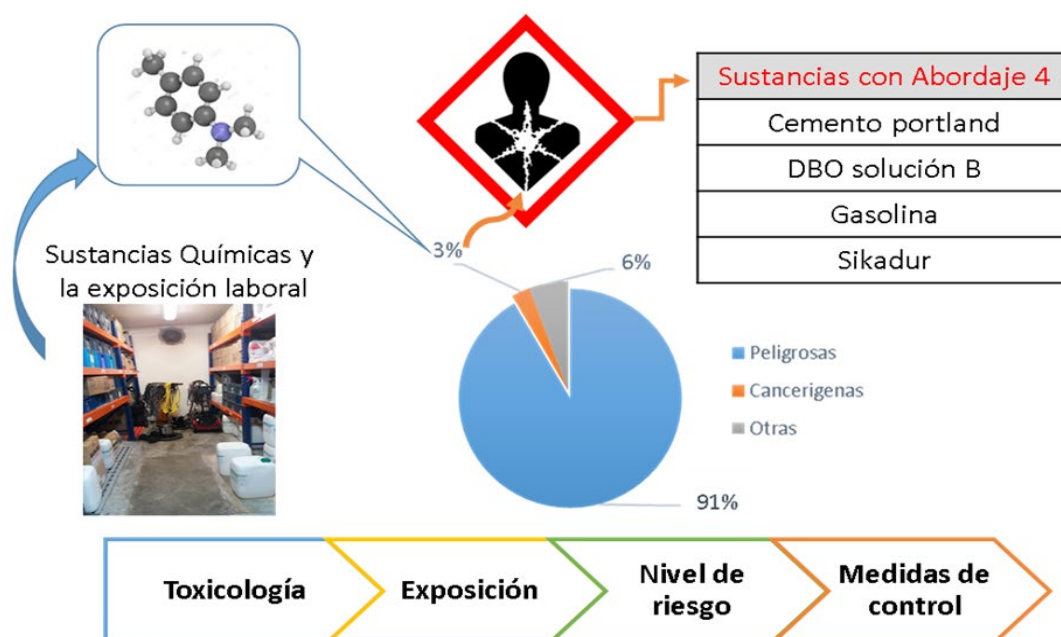 Sustancias Químicas y
la exposición laboral
3%
6%
91%
Peligrosas
Cancerigenas
Otras
Sustancias con Abordaje 4
Cemento portland
DBO solución B
Gasolina
Sikadur
Toxicología
Exposición
Nivel de
riesgo
Medidas de
control